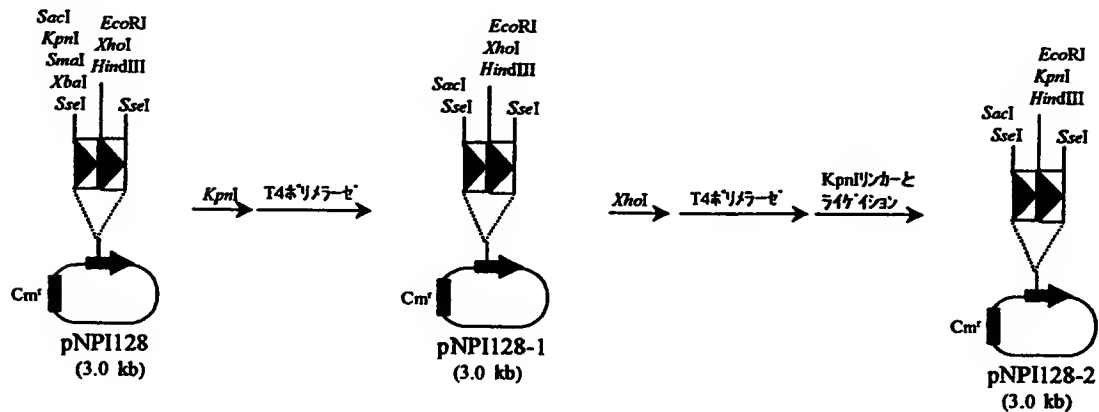 SacI
KpnI
SmaI
XbaI
SseI
EcoRI
XhoI
HindIII
SseI
Cmr
pNPI128
(3.0 kb)
KpnI
T4ポリメラーゼ
EcoRI
XhoI
HindIII
SacI
SseI
SseI
Cmr
pNPI128-1
(3.0 kb)
XhoI
T4ポリメラーゼ
KpnIリンカーと
ライゲイション
EcoRI
KpnI
HindIII
SacI
SseI
SseI
Cmr
pNPI128-2
(3.0 kb)